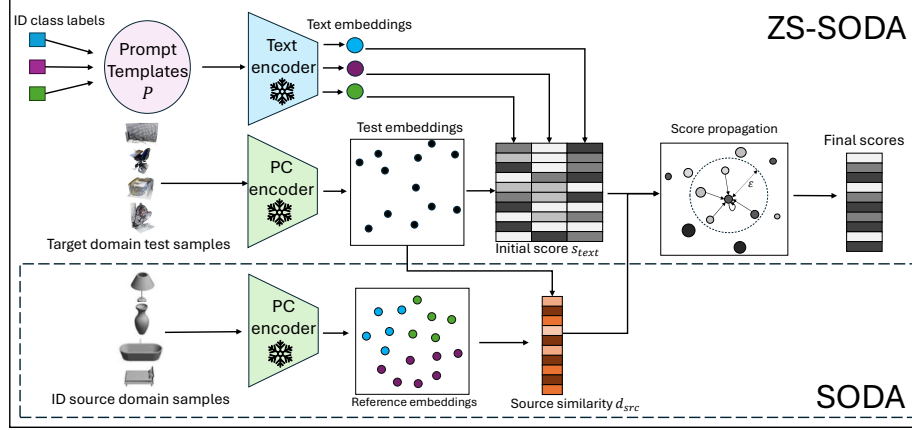 ID class labels
Prompt
Templates
P
Text
encoder
Text embeddings
ZS-SODA
Target domain test samples
PC
encoder
Test embeddings
Initial score s_text
Score propagation
ε
Final scores
ID source domain samples
PC
encoder
Reference embeddings
Source similarity d_src
SODA